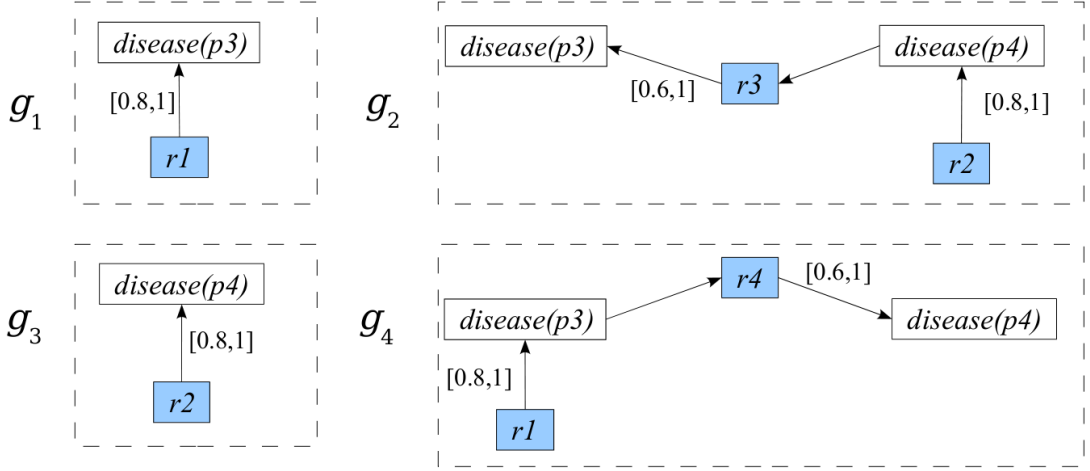 g1
disease(p3)
[0.8,1]
r1
g2
disease(p3)
[0.6,1]
r3
disease(p4)
[0.8,1]
r2
g3
disease(p4)
[0.8,1]
r2
g4
disease(p3)
[0.8,1]
r1
r4
[0.6,1]
disease(p4)